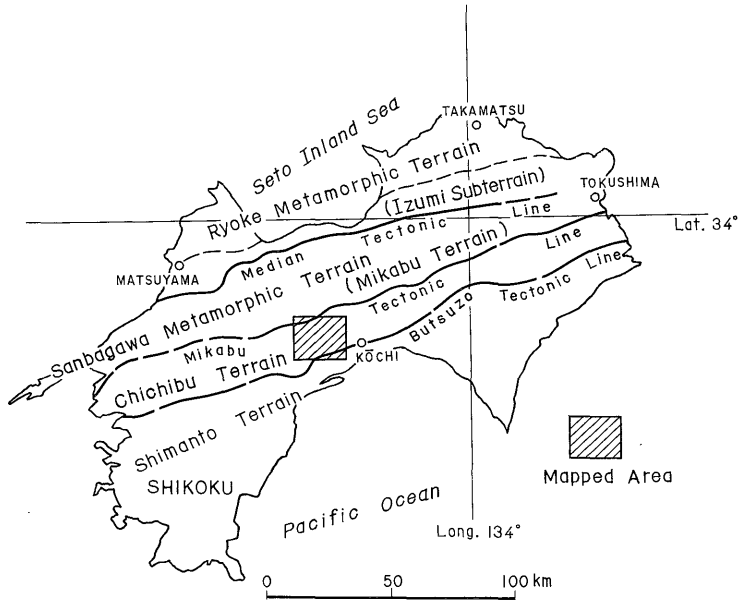 TAKAMATSU
Seto Inland Sea
Ryoke Metamorphic Terrain
(Izumi Subterrain)
TOKUSHIMA
Lat. 34°
Median Tectonic Line
MATSUYAMA
Sanbagawa Metamorphic Terrain
(Mikabu Terrain)
Mikabu Tectonic Line
KŌCHI
Butsuzo Tectonic Line
Chichibu Terrain
Shimanto Terrain
SHIKOKU
Mapped Area
Pacific Ocean
Long. 134°
0 50 100 km